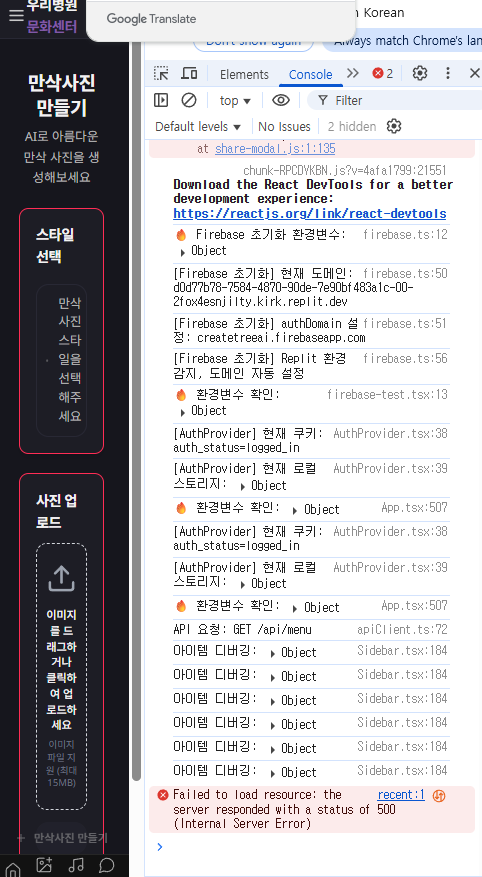 우리병원
문화센터
만삭사진
만들기
AI로 아름다운
만삭 사진을 생
성해보세요
스타일
선택
만삭
사진
스타
일을
선택
해주
세요
사진 업
로드
이미지
를 드
래그하
거나
클릭하
여 업
로드하
세요
이미지
파일 지
원 (최대
15MB)
+ 만삭사진 만들기
Google Translate
Korean
Don't show again
Always match Chrome's lan
Elements Console 2
top Filter
Default levels No Issues 2 hidden
at share-modal.js:1:135
chunk-RPCDYKBN.js?v=4afa1799:21551
Download the React DevTools for a better
development experience:
https://reactjs.org/link/react-devtools
🔥 Firebase 초기화 환경변수: firebase.ts:12
▶ Object
[Firebase 초기화] 현재 도메인: firebase.ts:50
d0d77b78-7584-4870-90de-7e90bf483a1c-00-
2fox4esnjilty.kirk.replit.dev
[Firebase 초기화] authDomain 설 firebase.ts:51
정: createtreeai.firebaseapp.com
[Firebase 초기화] Replit 환경 firebase.ts:56
감지, 도메인 자동 설정
🔥 환경변수 확인: firebase-test.tsx:13
▶ Object
[AuthProvider] 현재 쿠키: AuthProvider.tsx:38
auth_status=logged_in
[AuthProvider] 현재 로컬 AuthProvider.tsx:39
스토리지: ▶ Object
🔥 환경변수 확인: ▶ Object App.tsx:507
[AuthProvider] 현재 쿠키: AuthProvider.tsx:38
auth_status=logged_in
[AuthProvider] 현재 로컬 AuthProvider.tsx:39
스토리지: ▶ Object
🔥 환경변수 확인: ▶ Object App.tsx:507
API 요청: GET /api/menu apiClient.ts:72
아이템 디버깅: ▶ Object Sidebar.tsx:184
아이템 디버깅: ▶ Object Sidebar.tsx:184
아이템 디버깅: ▶ Object Sidebar.tsx:184
아이템 디버깅: ▶ Object Sidebar.tsx:184
아이템 디버깅: ▶ Object Sidebar.tsx:184
아이템 디버깅: ▶ Object Sidebar.tsx:184
Failed to load resource: the recent:1
server responded with a status of 500
(Internal Server Error)